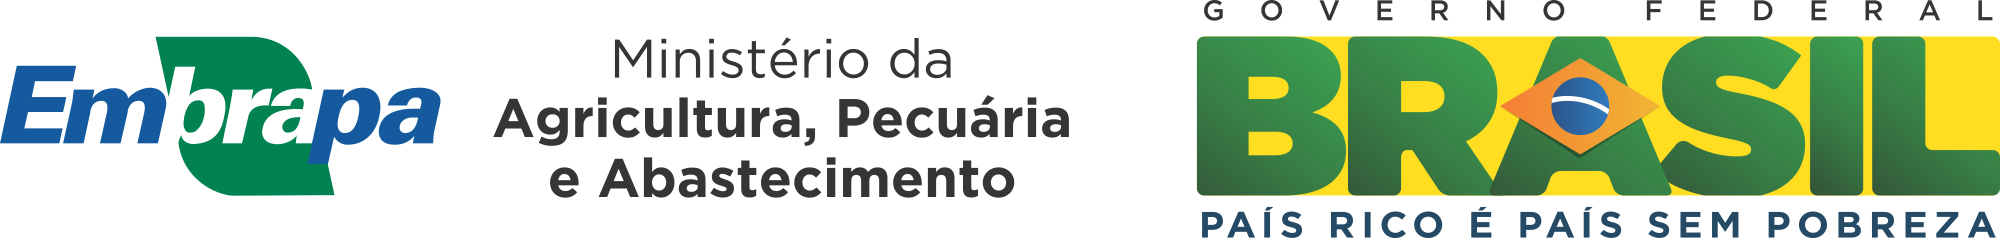 Embrapa
Ministério da
Agricultura, Pecuária
e Abastecimento
GOVERNO FEDERAL
BRASIL
PAÍS RICO É PAÍS SEM POBREZA